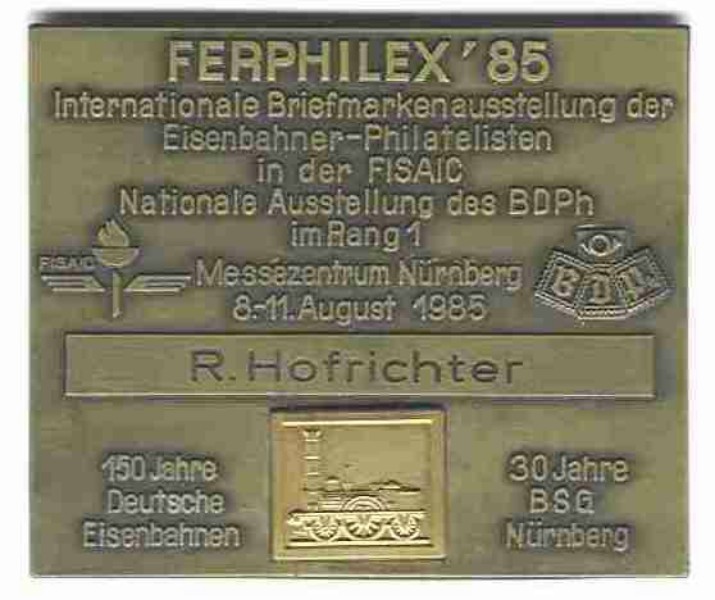 FERPHILEX '85
Internationale Briefmarkenausstellung der
Eisenbahner-Philatelisten
in der FISAIC
Nationale Ausstellung des BDPh
im Rang 1
FISAIC
Messezentrum Nürnberg
BDPh
8.-11. August 1985
R. Hofrichter
150 Jahre
Deutsche
Eisenbahnen
30 Jahre
BSG
Nürnberg